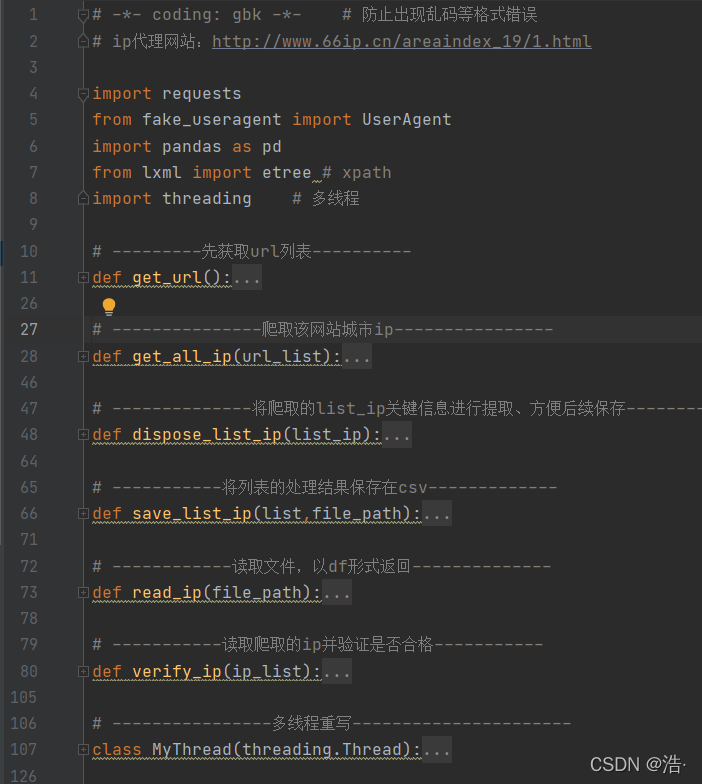 1 # -*- coding: gbk -*- # 防止出现乱码等格式错误
2 # ip代理网站：http://www.66ip.cn/areaindex_19/1.html
3
4 import requests
5 from fake_useragent import UserAgent
6 import pandas as pd
7 from lxml import etree # xpath
8 import threading # 多线程
9
10 # ---------先获取url列表----------
11 def get_url():...
26
27 # ---------------爬取该网站城市ip----------------
28 def get_all_ip(url_list):...
46
47 # --------------将爬取的list_ip关键信息进行提取、方便后续保存--------
48 def dispose_list_ip(list_ip):...
64
65 # -----------将列表的处理结果保存在csv-------------
66 def save_list_ip(list,file_path):...
71
72 # ------------读取文件，以df形式返回--------------
73 def read_ip(file_path):...
78
79 # -----------读取爬取的ip并验证是否合格-----------
80 def verify_ip(ip_list):...
105
106 # ----------------多线程重写----------------------
107 class MyThread(threading.Thread):...
126
CSDN @浩·